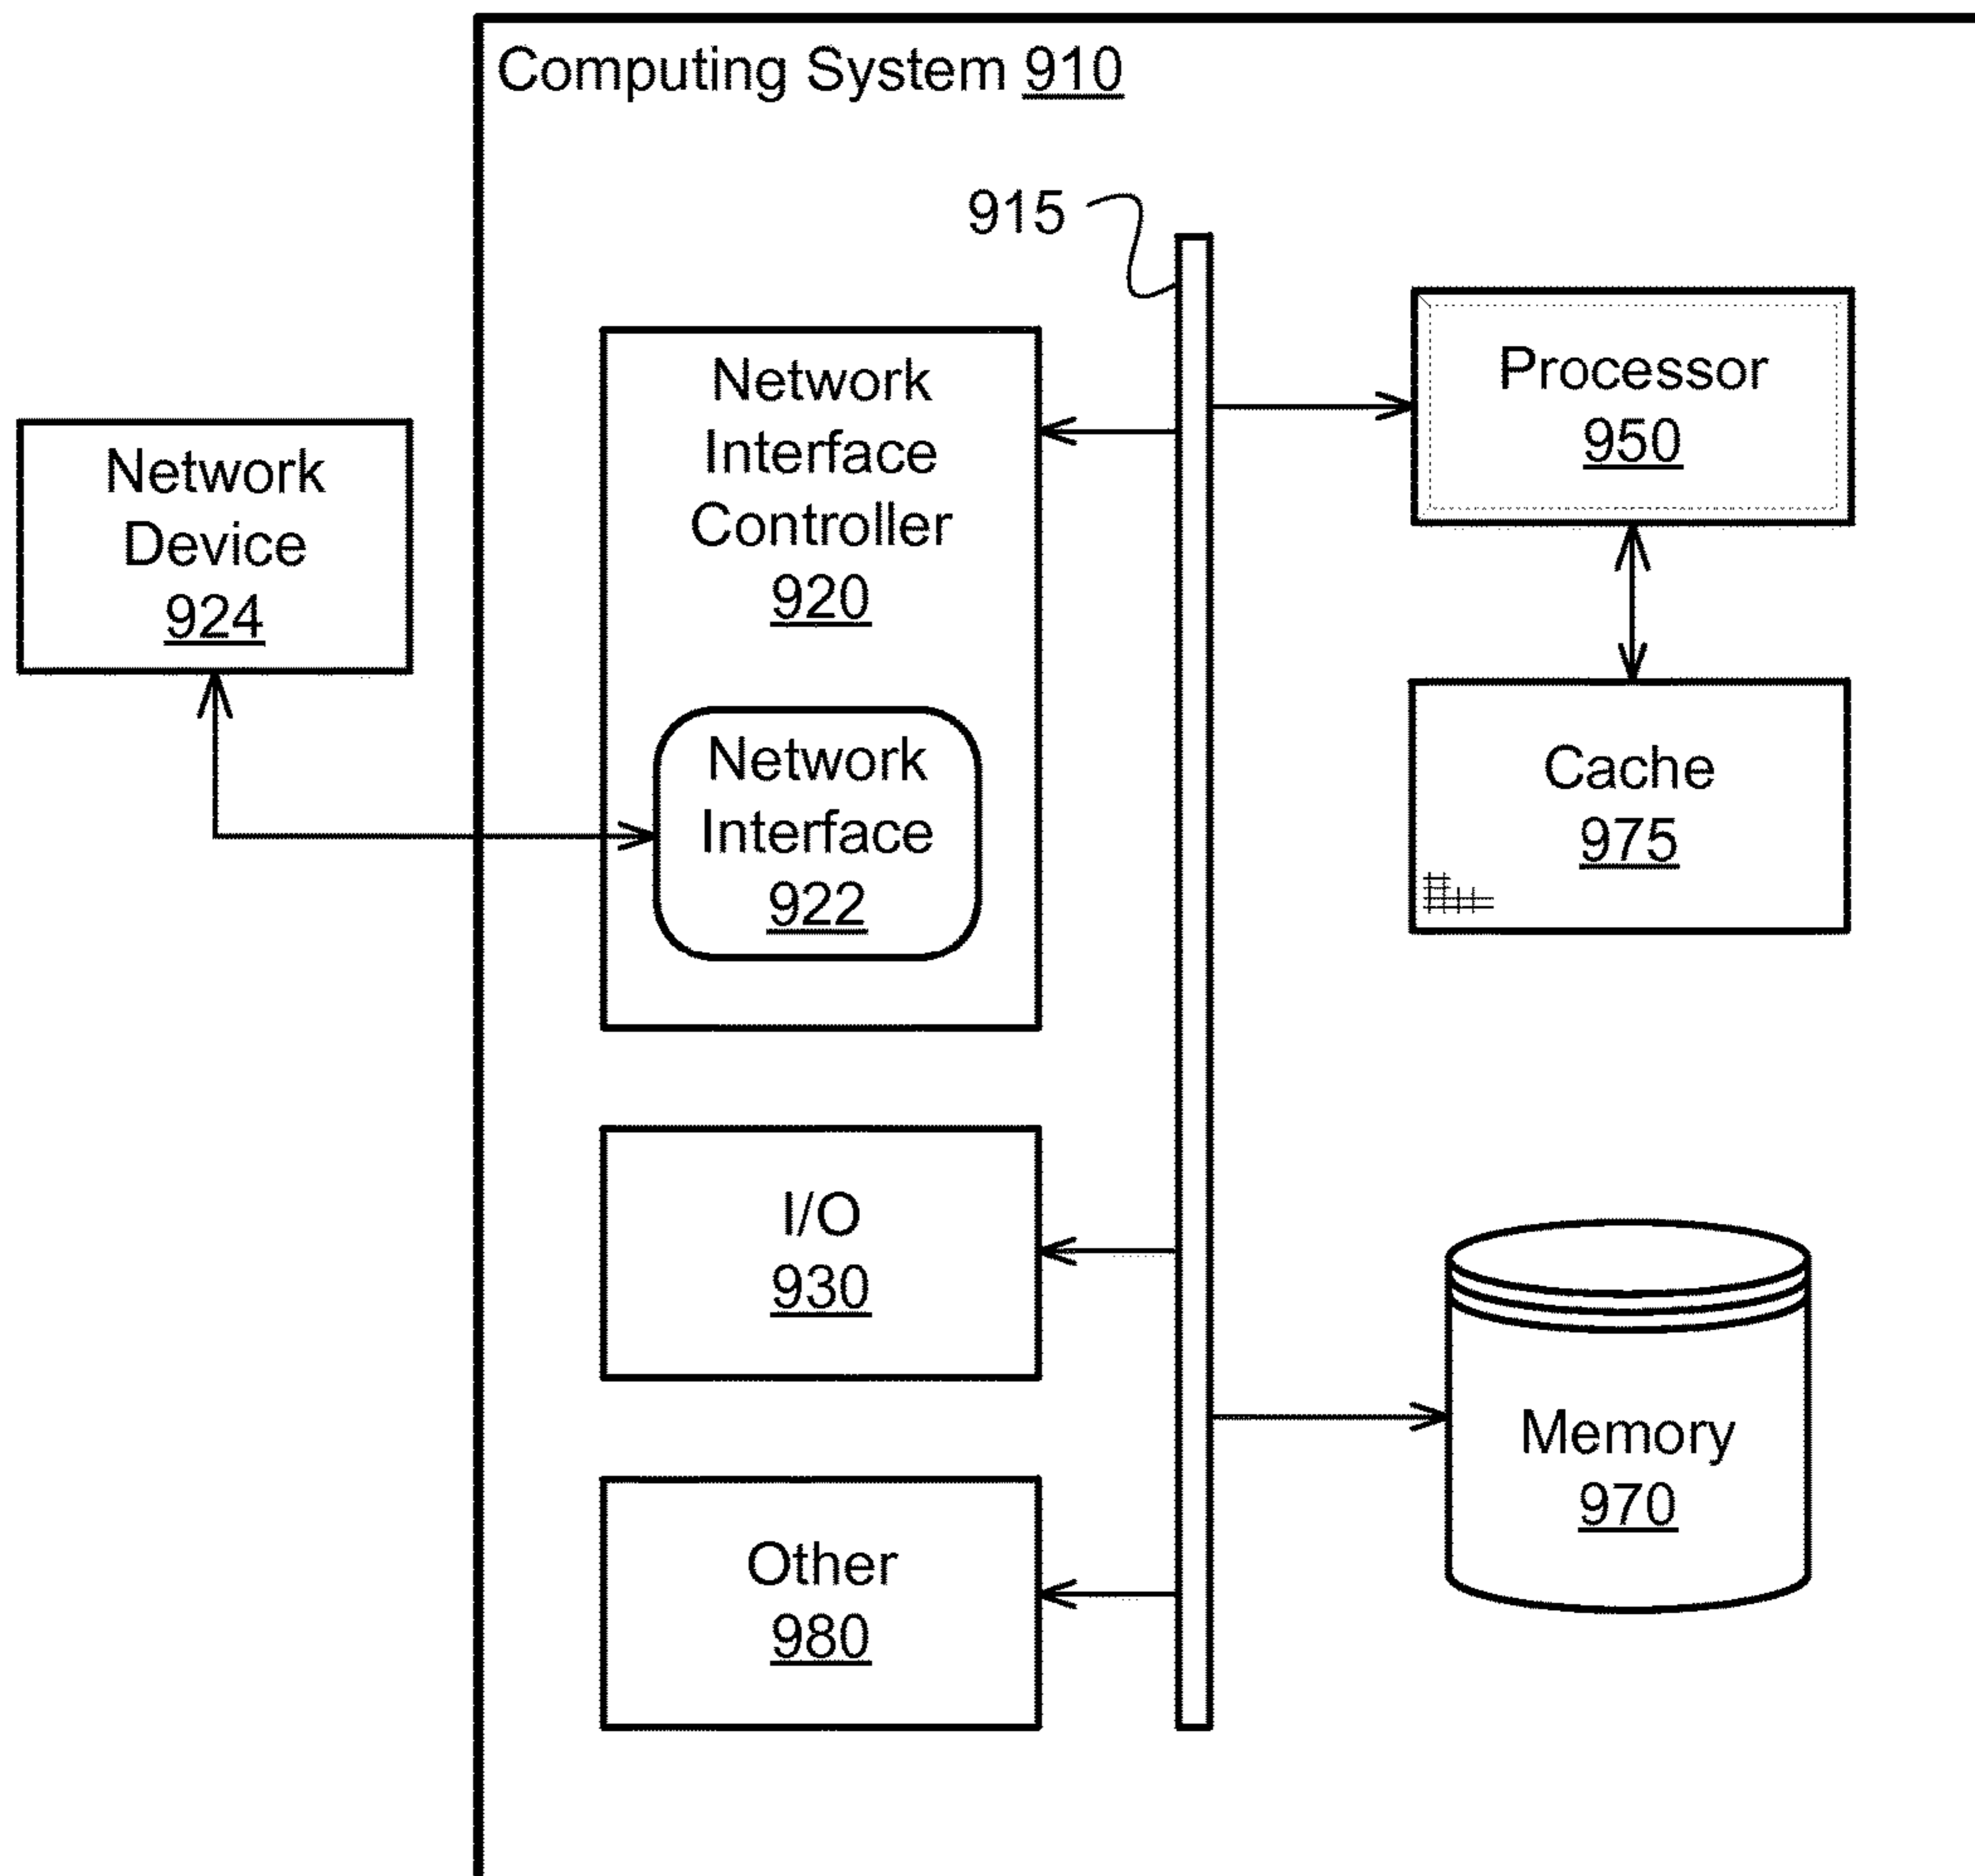 Computing System 910
915
Network
Interface
Controller
920
Processor
950
Network
Device
924
Network
Interface
922
Cache
975
I/O
930
Memory
970
Other
980